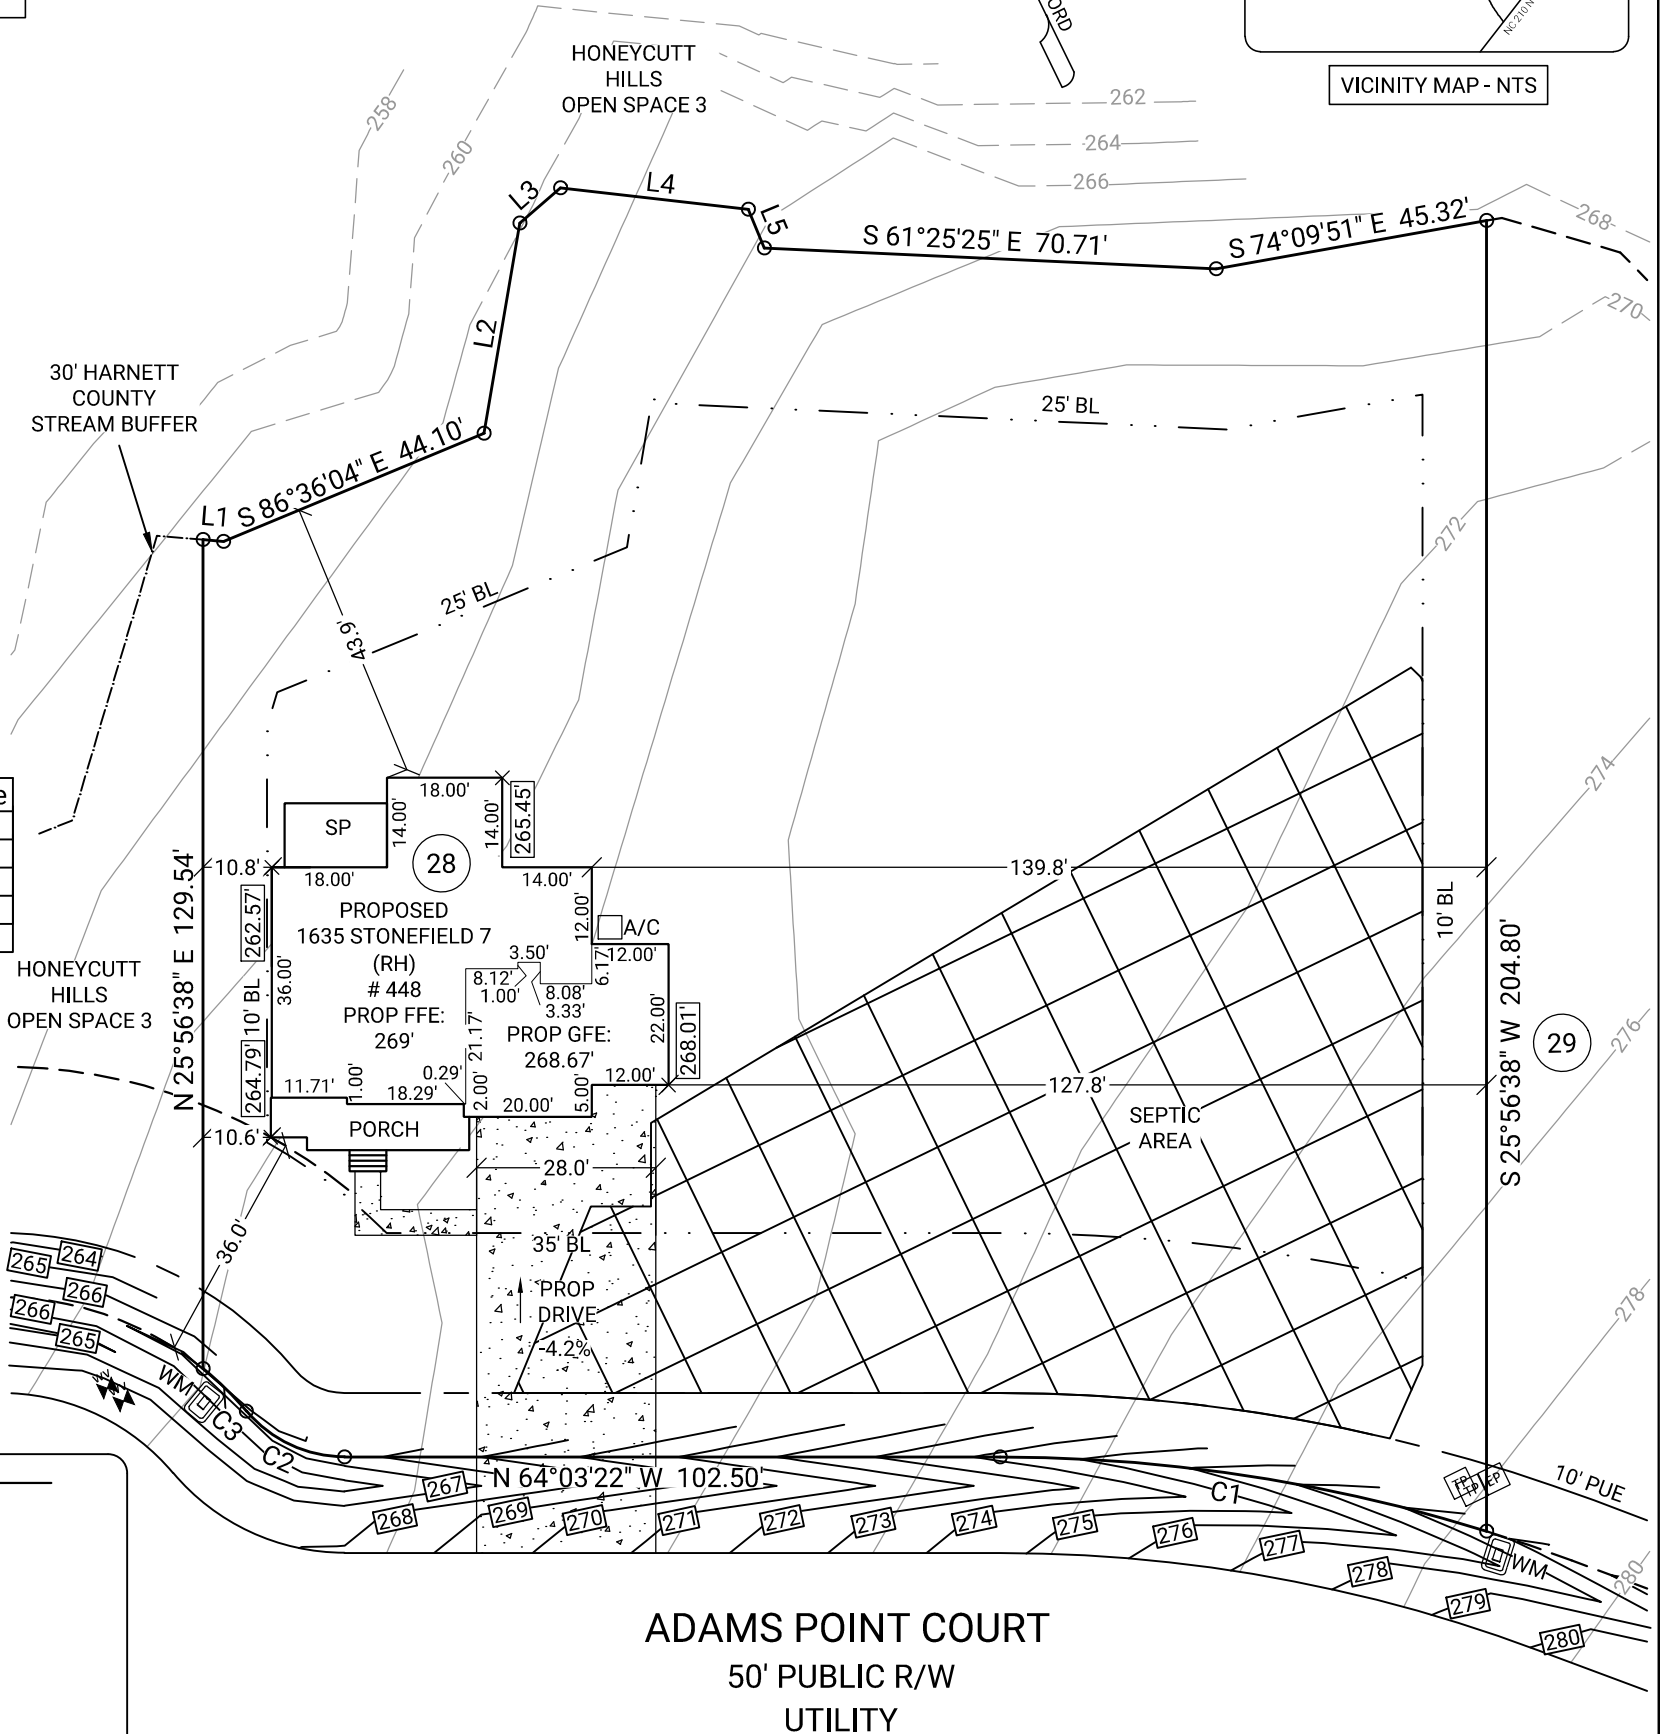 ORD
NC 210 N
VICINITY MAP - NTS
HONEYCUTT
HILLS
OPEN SPACE 3
258
260
262
264
266
268
270
272
274
276
278
280
L3
L4
L5
S 61°25'25" E 70.71'
S 74°09'51" E 45.32'
L2
30' HARNETT
COUNTY
STREAM BUFFER
L1
S 86°36'04" E 44.10'
25' BL
25' BL
43.9'
e
18.00'
SP
14.00'
14.00'
265.45'
28
10.8'
18.00'
14.00'
139.8'
N 25°56'38" E 129.54'
262.57'
10' BL
264.79'
36.00'
PROPOSED
1635 STONEFIELD 7
(RH)
# 448
PROP FFE:
269'
12.00'
A/C
12.00'
3.50'
8.12'
1.00'
6.17'
8.08'
3.33'
PROP GFE:
268.67'
22.00'
268.01'
21.17'
HONEYCUTT
HILLS
OPEN SPACE 3
11.71'
1.00'
18.29'
0.29'
2.00'
20.00'
5.00'
12.00'
127.8'
10' BL
S 25°56'38" W 204.80'
29
SEPTIC
AREA
PORCH
10.6'
28.0'
36.0'
35' BL
PROP
DRIVE
-4.2%
264
265
266
266
265
WM
C3
C2
N 64°03'22" W 102.50'
C1
TP
TP
EP
10' PUE
WM
267
268
269
270
271
272
273
274
275
276
277
278
279
280
ADAMS POINT COURT
50' PUBLIC R/W
UTILITY